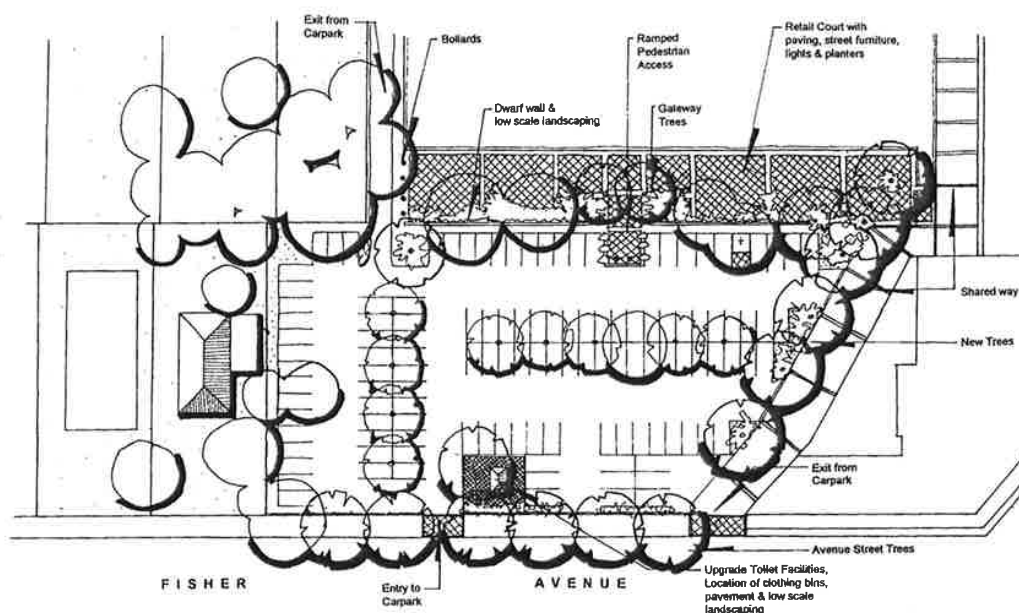 Exit from
Carpark
Bollards
Ramped
Pedestrian
Access
Retail Court with
paving, street furniture,
lights & planters
Dwarf wall &
low scale landscaping
Gateway
Trees
Shared way
New Trees
Exit from
Carpark
Avenue Street Trees
FISHER AVENUE
Entry to
Carpark
Upgrade Toilet Facilities,
Location of clothing bins,
pavement & low scale
landscaping